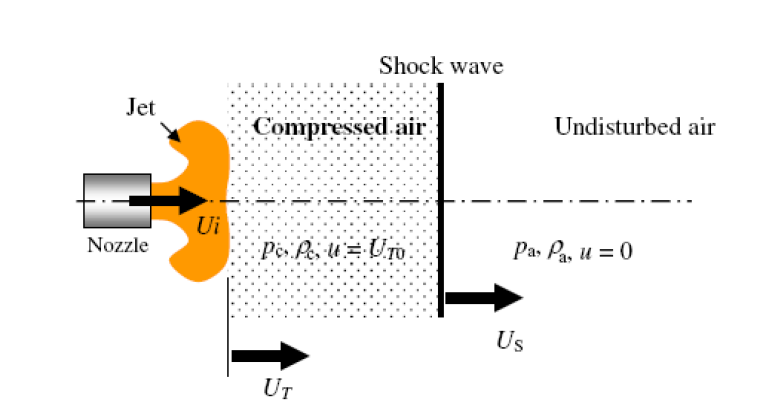 Shock wave
Jet
Compressed air
Undisturbed air
Ui
Nozzle
pc, ρc, u = UT0
pa, ρa, u = 0
US
UT